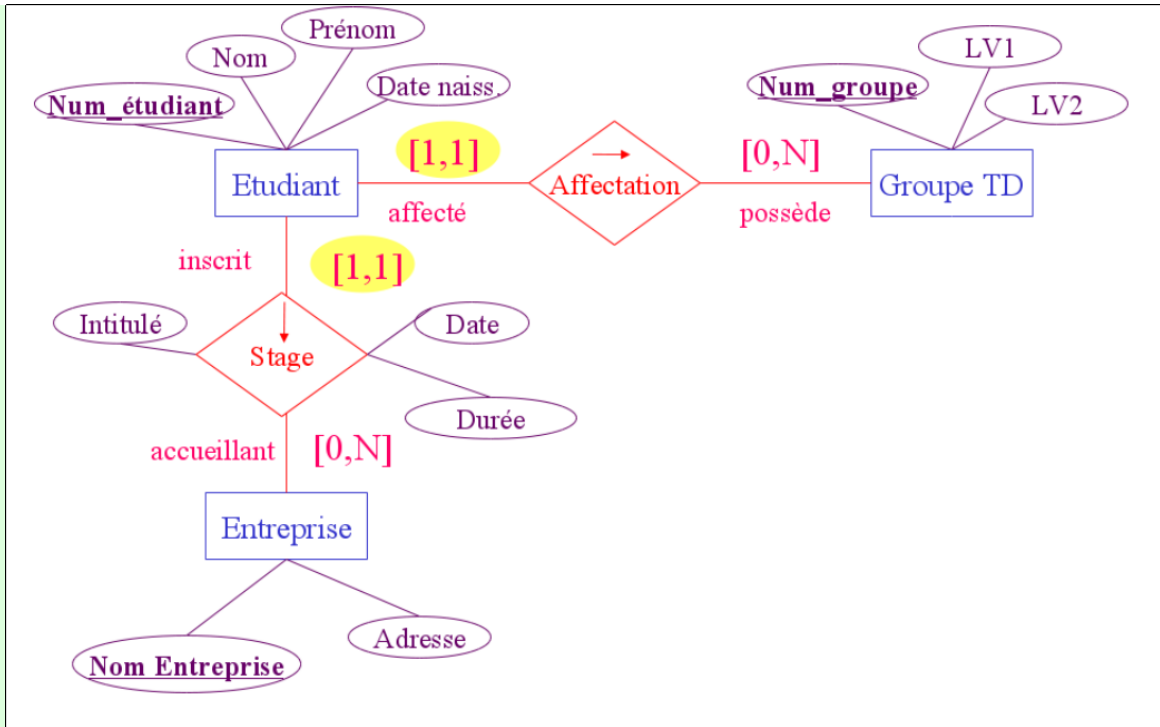 Prénom
LV1
Nom
Date naiss.
Num_groupe
Num_étudiant
LV2
[1,1]
[0,N]
Etudiant
Affectation
Groupe TD
affecté
possède
inscrit
[1,1]
Intitulé
Date
Stage
Durée
accueillant
[0,N]
Entreprise
Adresse
Nom Entreprise